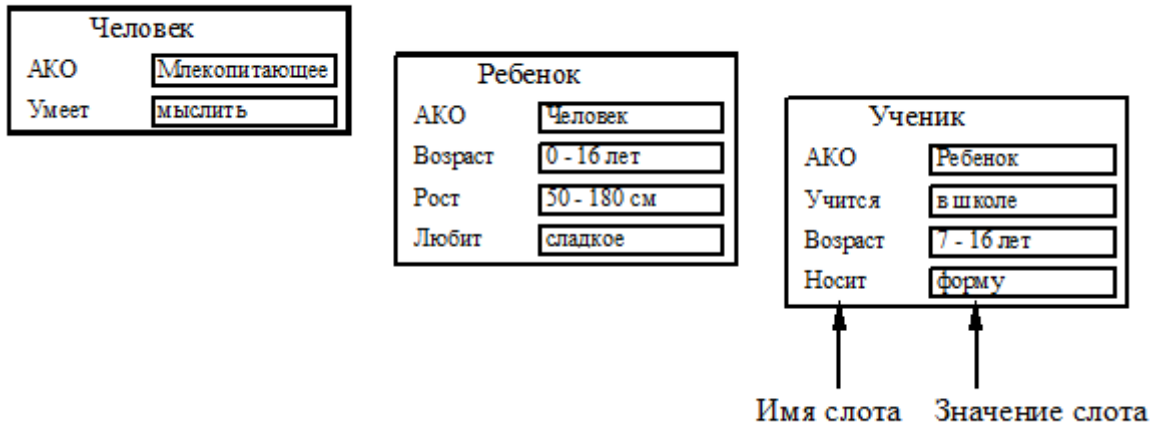 Человек
АКО Млекопитающее
Умеет мыслить
Ребенок
АКО Человек
Возраст 0 - 16 лет
Рост 50 - 180 см
Любит сладкое
Ученик
АКО Ребенок
Учится в школе
Возраст 7 - 16 лет
Носит форму
Имя слота Значение слота